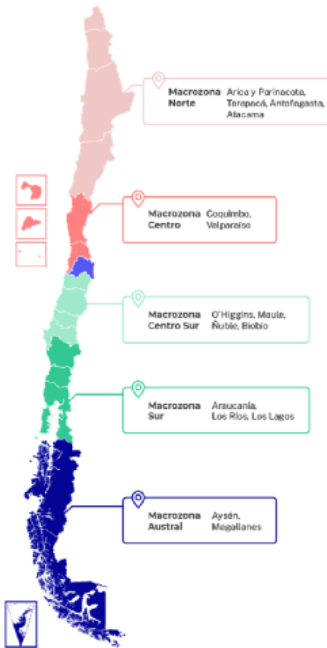 Macrozona Norte
Arica y Parinacota,
Tarapacá, Antofagasta,
Atacama
Macrozona Centro
Coquimbo,
Valparaíso
Macrozona Centro Sur
O'Higgins, Maule,
Ñuble, Biobío
Macrozona Sur
Araucanía,
Los Ríos, Los Lagos
Macrozona Austral
Aysén,
Magallanes